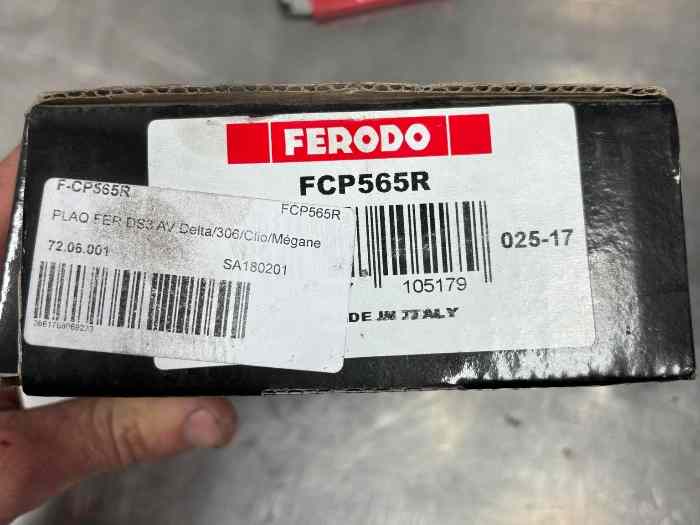 FERODO
FCP565R
025-17
105179
DE IN ITALY
F-CP565R
FCP565R
PLAQ FER DS3 AV Delta/306/Clio/Mégane
72.06.001
SA180201